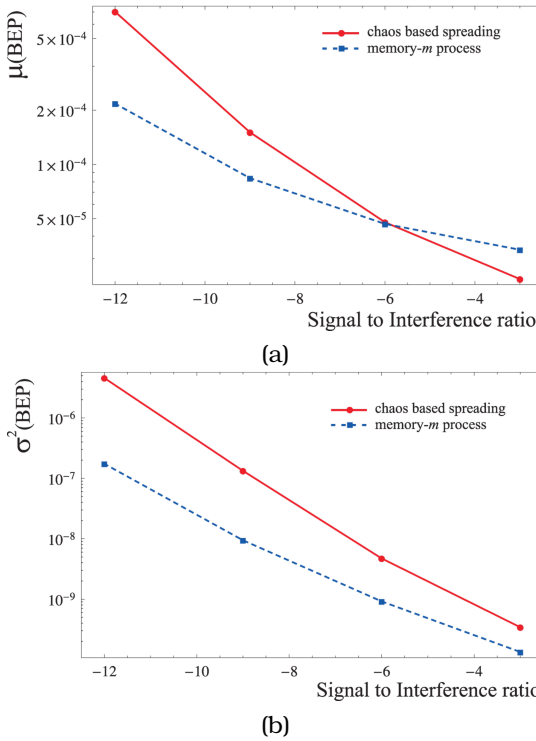 μ(BEP)
5×10⁻⁴
2×10⁻⁴
1×10⁻⁴
5×10⁻⁵
chaos based spreading
memory-m process
−12 −10 −8 −6 −4
Signal to Interference ratio
(a)
σ²(BEP)
10⁻⁶
10⁻⁷
10⁻⁸
10⁻⁹
chaos based spreading
memory-m process
−12 −10 −8 −6 −4
Signal to Interference ratio
(b)